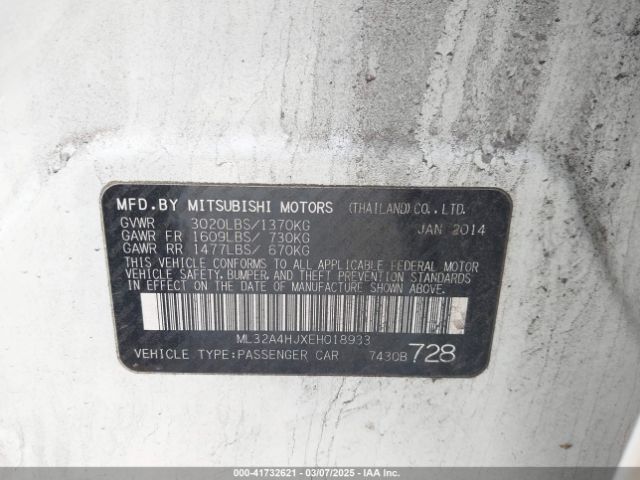 MFD.BY MITSUBISHI MOTORS (THAILAND)CO.,LTD.
GVWR 3020LBS/1370KG JAN 2014
GAWR FR 1609LBS/ 730KG
GAWR RR 1477LBS/ 670KG
THIS VEHICLE CONFORMS TO ALL APPLICABLE FEDERAL MOTOR
VEHICLE SAFETY, BUMPER, AND THEFT PREVENTION STANDARDS
IN EFFECT ON THE DATE OF MANUFACTURE SHOWN ABOVE.
ML32A4HJXEH018933
VEHICLE TYPE:PASSENGER CAR 7430B 728
000-41732621 - 03/07/2025 - IAA Inc.